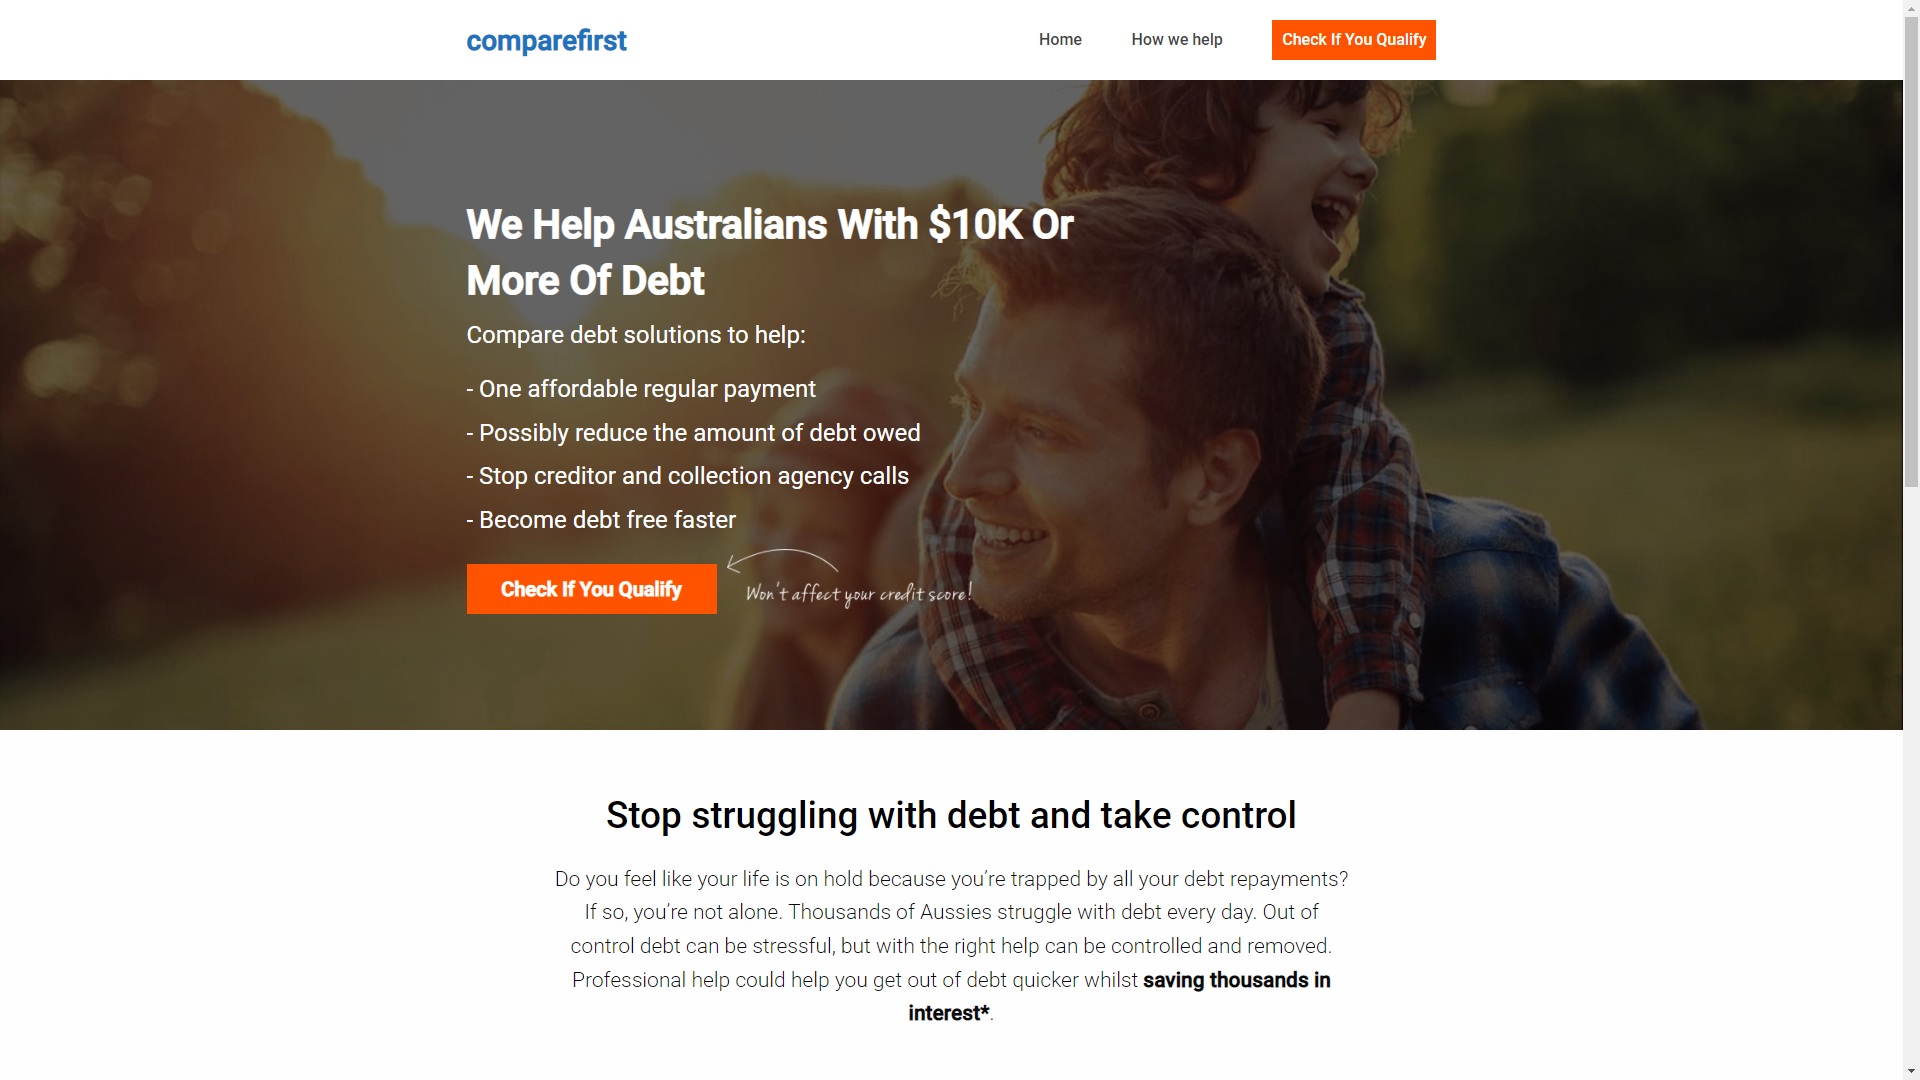 comparefirst
Home
How we help
Check If You Qualify
We Help Australians With $10K Or
More Of Debt
Compare debt solutions to help:
- One affordable regular payment
- Possibly reduce the amount of debt owed
- Stop creditor and collection agency calls
- Become debt free faster
Check If You Qualify
Won't affect your credit score!
Stop struggling with debt and take control
Do you feel like your life is on hold because you’re trapped by all your debt repayments?
If so, you’re not alone. Thousands of Aussies struggle with debt every day. Out of
control debt can be stressful, but with the right help can be controlled and removed.
Professional help could help you get out of debt quicker whilst saving thousands in
interest*.